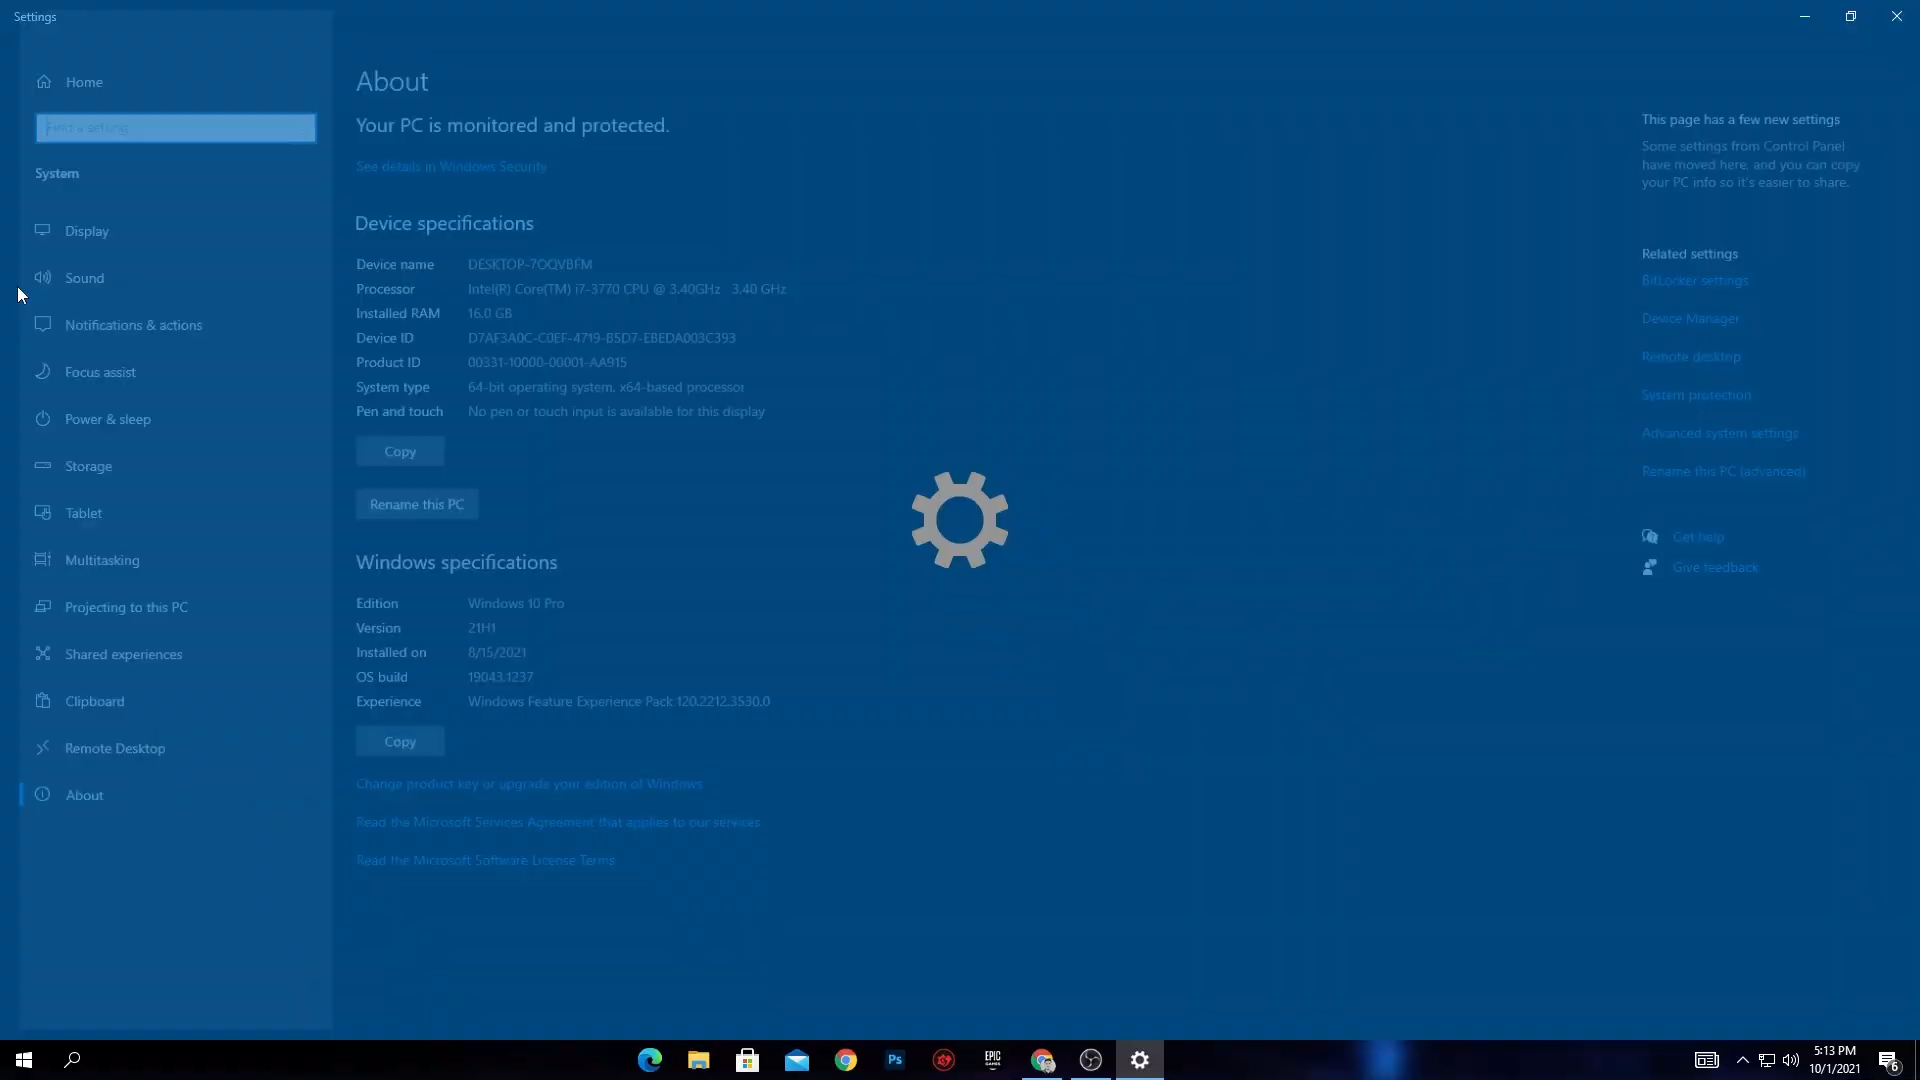 Settings
Home
Find a setting
System
Display
Sound
Notifications & actions
Focus assist
Power & sleep
Storage
Tablet
Multitasking
Projecting to this PC
Shared experiences
Clipboard
Remote Desktop
About
About
Your PC is monitored and protected.
See details in Windows Security
Device specifications
Device name DESKTOP-7OQVBFM
Processor Intel(R) Core(TM) i7-3770 CPU @ 3.40GHz 3.40 GHz
Installed RAM 16.0 GB
Device ID D7AF3A0C-C0EF-4719-B5D7-EBEDA003C393
Product ID 00331-10000-00001-AA915
System type 64-bit operating system, x64-based processor
Pen and touch No pen or touch input is available for this display
Copy
Rename this PC
Windows specifications
Edition Windows 10 Pro
Version 21H1
Installed on 8/15/2021
OS build 19043.1237
Experience Windows Feature Experience Pack 120.2212.3530.0
Copy
Change product key or upgrade your edition of Windows
Read the Microsoft Services Agreement that applies to our services
Read the Microsoft Software License Terms
This page has a few new settings
Some settings from Control Panel
have moved here, and you can copy
your PC info so it's easier to share.
Related settings
BitLocker settings
Device Manager
Remote desktop
System protection
Advanced system settings
Rename this PC (advanced)
Get help
Give feedback
Ps
EPIC
GAMES
5:13 PM
10/1/2021
6